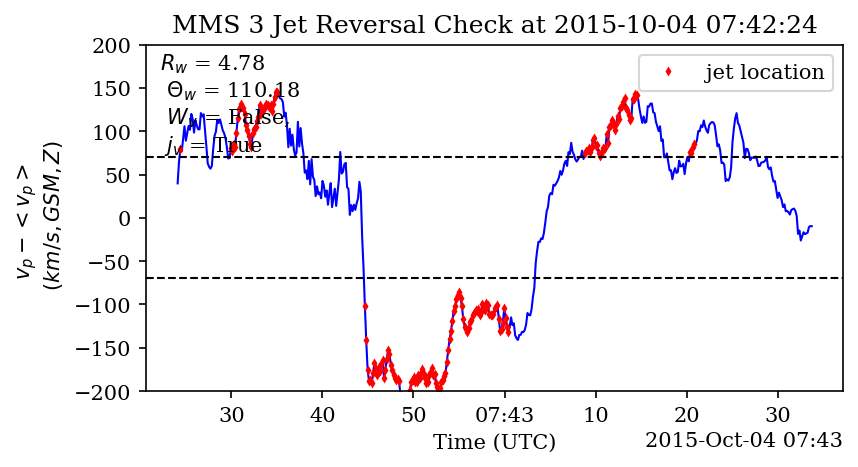 MMS 3 Jet Reversal Check at 2015-10-04 07:42:24
R_w = 4.78
Θ_w = 110.18
W_v = False,
j_v = True
jet location
200
150
100
50
0
−50
−100
−150
−200
v_p − < v_p >
(km/s, GSM, Z)
30 40 50 07:43 10 20 30
Time (UTC)
2015-Oct-04 07:43